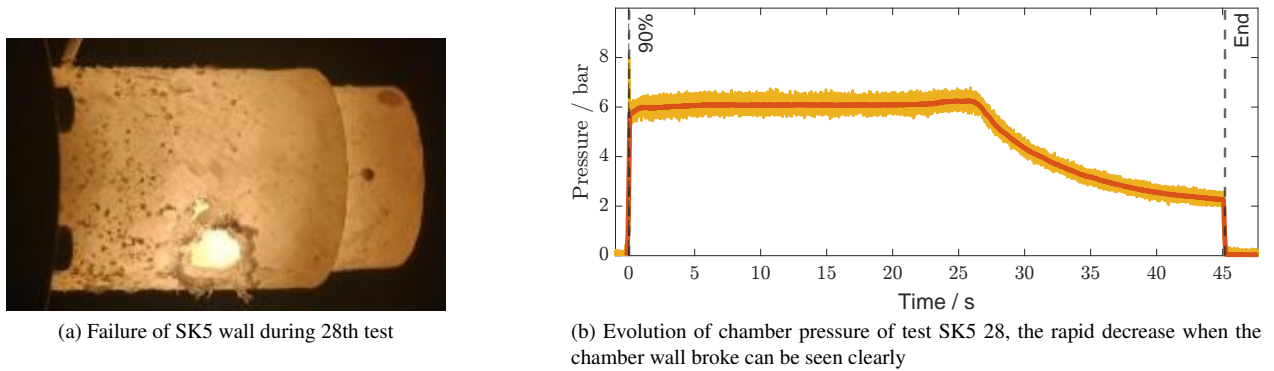 90%
End
8
6
4
2
0
Pressure / bar
0 5 10 15 20 25 30 35 40 45
Time / s
(a) Failure of SK5 wall during 28th test
(b) Evolution of chamber pressure of test SK5 28, the rapid decrease when the
chamber wall broke can be seen clearly